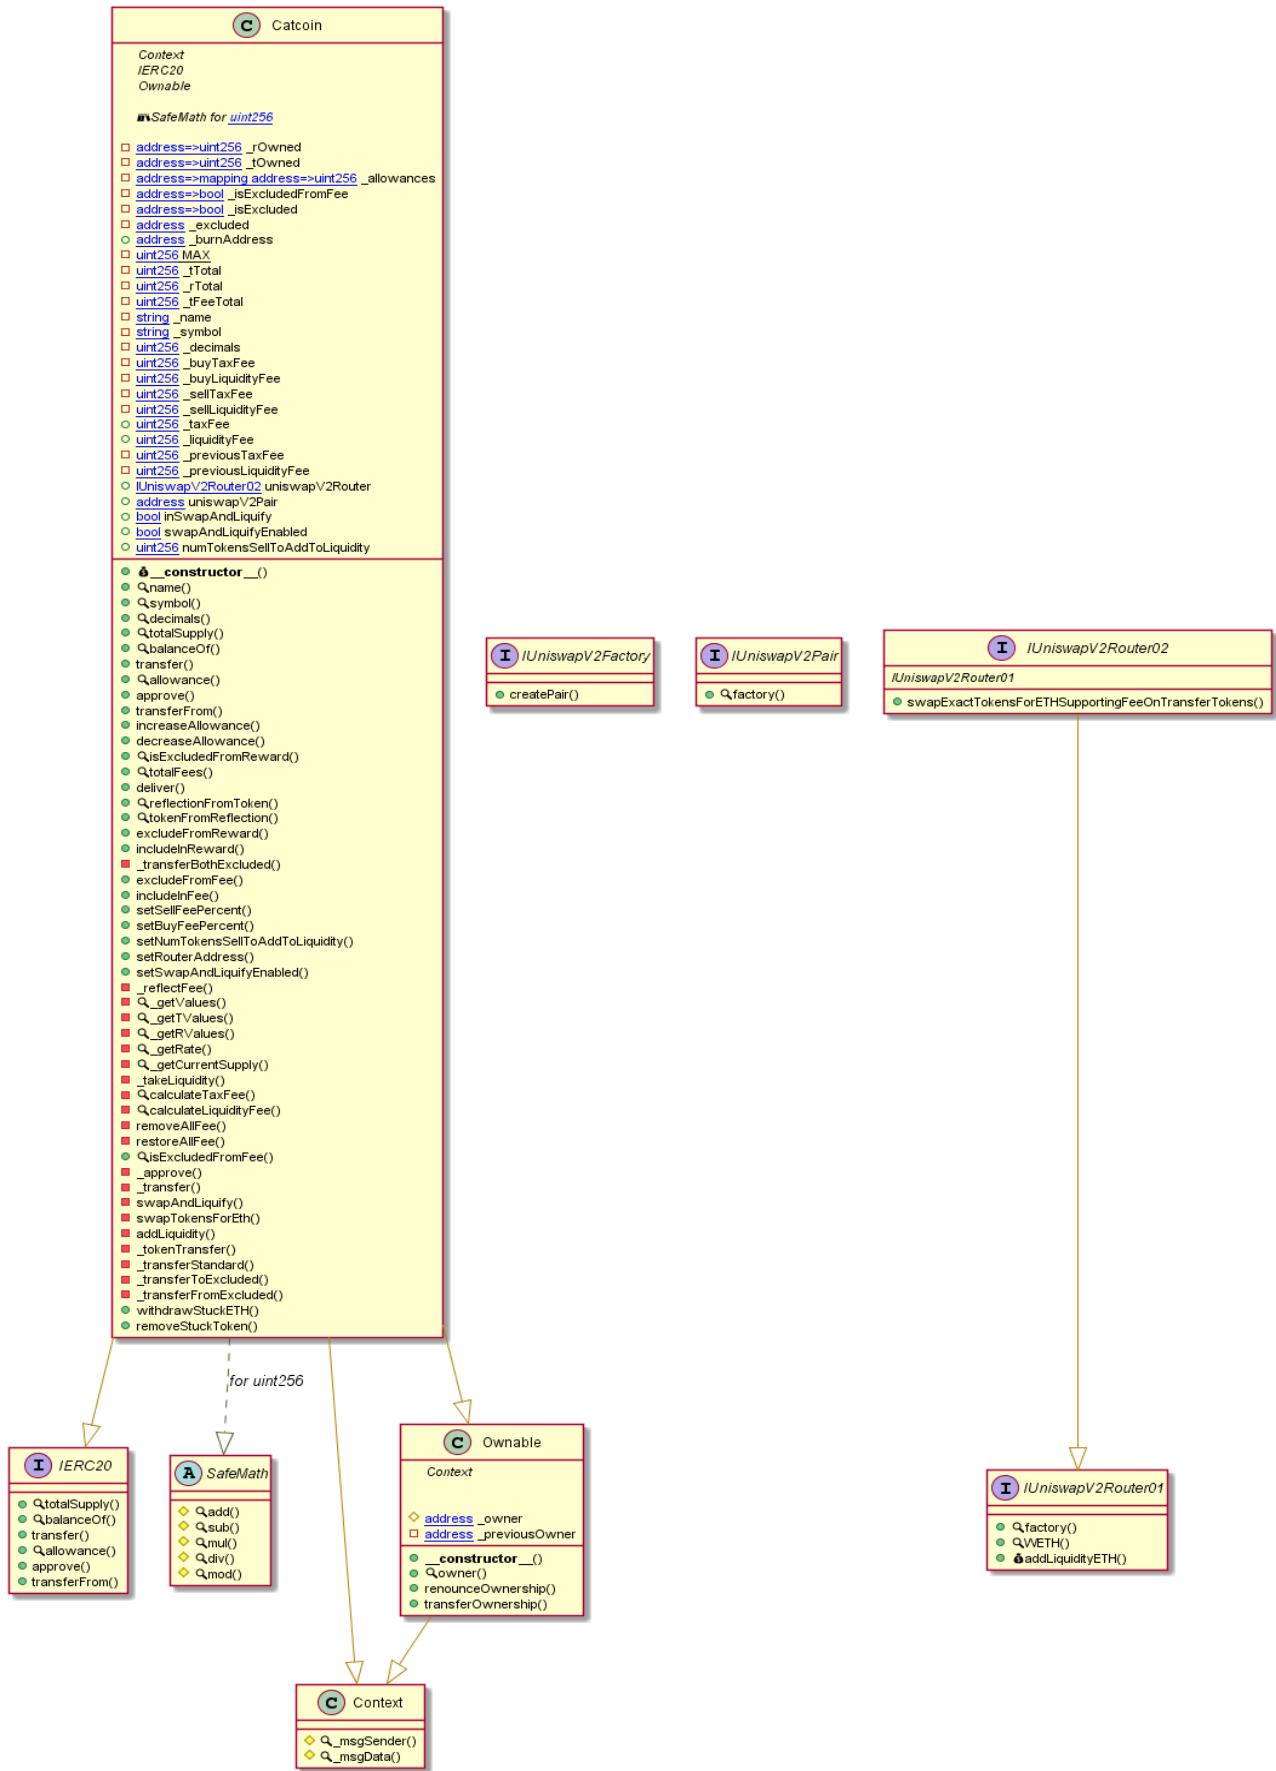 C Catcoin
Context
IERC20
Ownable
SafeMath for uint256
address=>uint256 _rOwned
address=>uint256 _tOwned
address=>mapping address=>uint256 _allowances
address=>bool _isExcludedFromFee
address=>bool _isExcluded
address _excluded
address _burnAddress
uint256 MAX
uint256 _tTotal
uint256 _rTotal
uint256 _tFeeTotal
string _name
string _symbol
uint256 _decimals
uint256 _buyTaxFee
uint256 _buyLiquidityFee
uint256 _sellTaxFee
uint256 _sellLiquidityFee
uint256 _taxFee
uint256 _liquidityFee
uint256 _previousTaxFee
uint256 _previousLiquidityFee
IUniswapV2Router02 uniswapV2Router
address uniswapV2Pair
bool inSwapAndLiquify
bool swapAndLiquifyEnabled
uint256 numTokensSellToAddToLiquidity
__constructor__()
name()
symbol()
decimals()
totalSupply()
balanceOf()
transfer()
allowance()
approve()
transferFrom()
increaseAllowance()
decreaseAllowance()
isExcludedFromReward()
totalFees()
deliver()
reflectionFromToken()
tokenFromReflection()
excludeFromReward()
includeInReward()
_transferBothExcluded()
excludeFromFee()
includeInFee()
setSellFeePercent()
setBuyFeePercent()
setNumTokensSellToAddToLiquidity()
setRouterAddress()
setSwapAndLiquifyEnabled()
_reflectFee()
_getValues()
_getTValues()
_getRValues()
_getRate()
_getCurrentSupply()
_takeLiquidity()
calculateTaxFee()
calculateLiquidityFee()
removeAllFee()
restoreAllFee()
isExcludedFromFee()
_approve()
_transfer()
swapAndLiquify()
swapTokensForEth()
addLiquidity()
_tokenTransfer()
_transferStandard()
_transferToExcluded()
_transferFromExcluded()
withdrawStuckETH()
removeStuckToken()
I IUniswapV2Factory
createPair()
I IUniswapV2Pair
factory()
I IUniswapV2Router02
IUniswapV2Router01
swapExactTokensForETHSupportingFeeOnTransferTokens()
for uint256
I IERC20
totalSupply()
balanceOf()
transfer()
allowance()
approve()
transferFrom()
A SafeMath
add()
sub()
mul()
div()
mod()
C Ownable
Context
address _owner
address _previousOwner
__constructor__()
owner()
renounceOwnership()
transferOwnership()
I IUniswapV2Router01
factory()
WETH()
addLiquidityETH()
C Context
_msgSender()
_msgData()